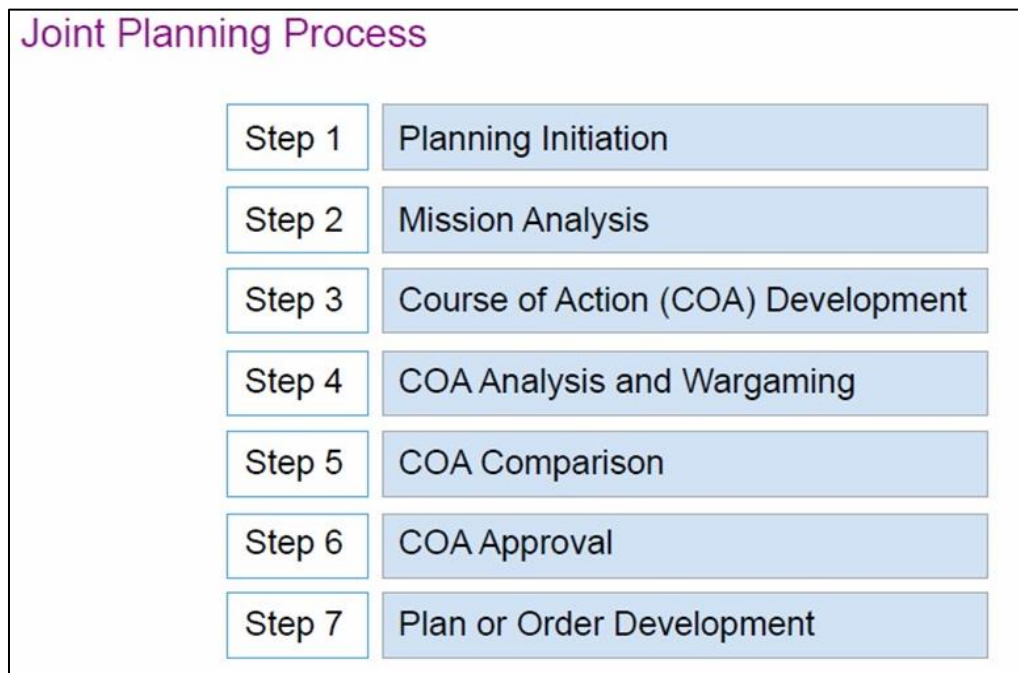 Joint Planning Process
Step 1 Planning Initiation
Step 2 Mission Analysis
Step 3 Course of Action (COA) Development
Step 4 COA Analysis and Wargaming
Step 5 COA Comparison
Step 6 COA Approval
Step 7 Plan or Order Development